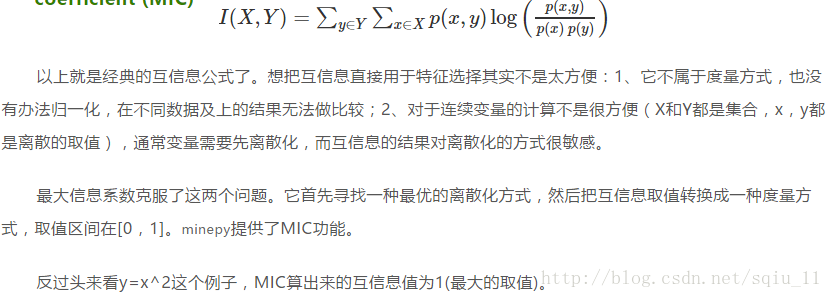 coefficient (MIC)
I(X,Y) = ∑y∈Y ∑x∈X p(x,y) log ( p(x,y) / p(x) p(y) )
以上就是经典的互信息公式了。想把互信息直接用于特征选择其实不是太方便：1、它不属于度量方式，也没
有办法归一化，在不同数据及上的结果无法做比较；2、对于连续变量的计算不是很方便（X和Y都是集合，x，y都
是离散的取值），通常变量需要先离散化，而互信息的结果对离散化的方式很敏感。
最大信息系数克服了这两个问题。它首先寻找一种最优的离散化方式，然后把互信息取值转换成一种度量方
式，取值区间在[0，1]。minepy提供了MIC功能。
反过头来看y=x^2这个例子，MIC算出来的互信息值为1(最大的取值)。
http://blog.csdn.net/sqiu_11